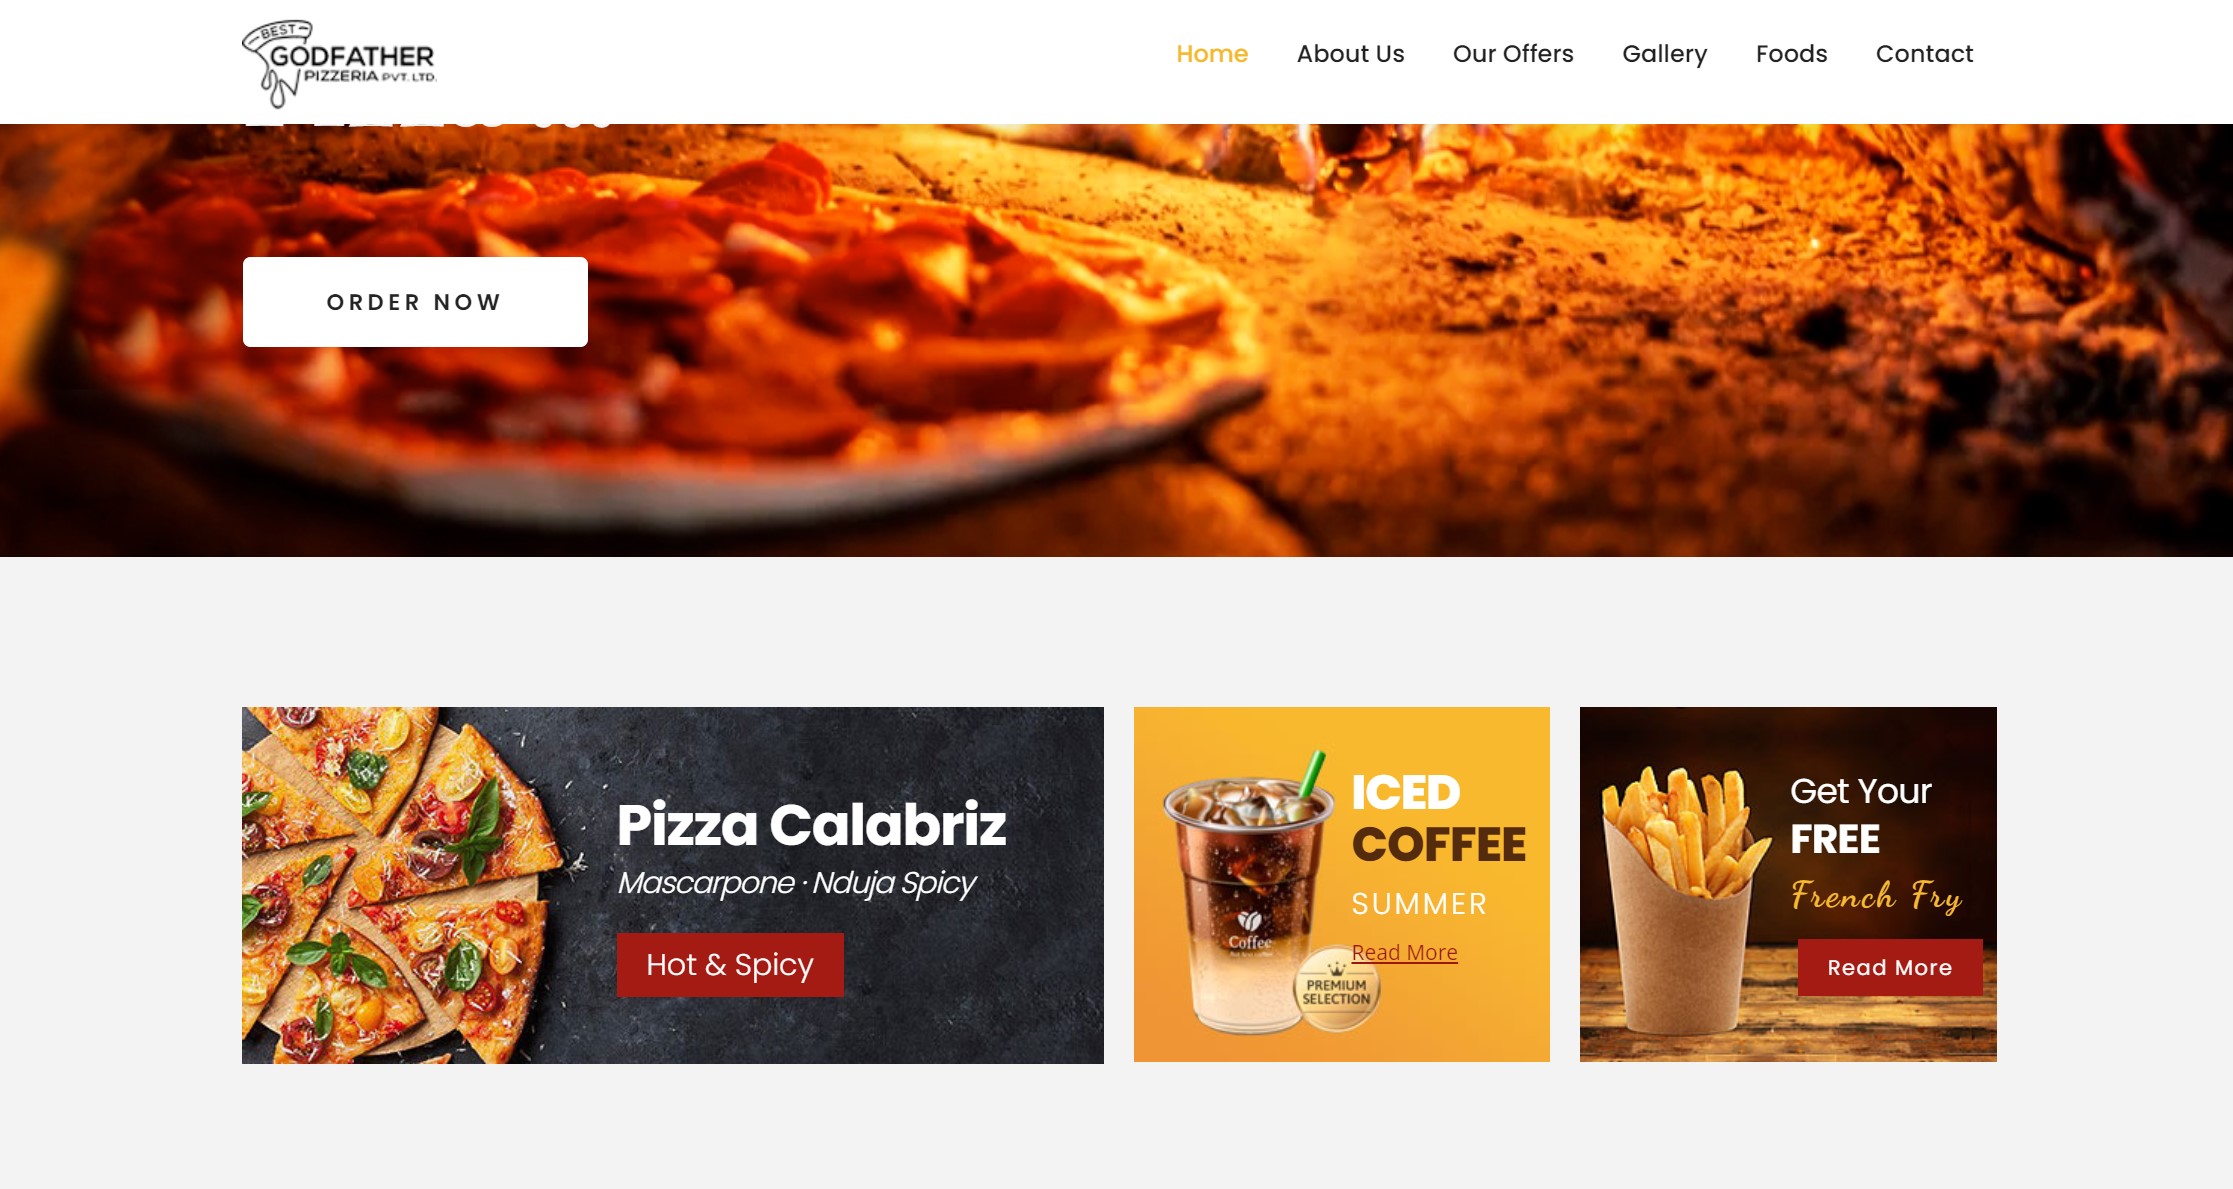 BEST
GODFATHER
PIZZERIA PVT. LTD.
Home
About Us
Our Offers
Gallery
Foods
Contact
ORDER NOW
Pizza Calabriz
Mascarpone · Nduja Spicy
Hot & Spicy
ICED
COFFEE
SUMMER
Read More
Coffee
PREMIUM
SELECTION
Get Your
FREE
French Fry
Read More